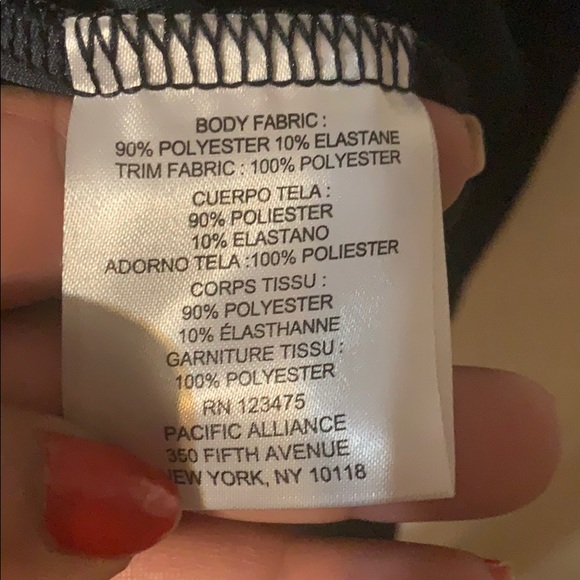 BODY FABRIC :
90% POLYESTER 10% ELASTANE
TRIM FABRIC : 100% POLYESTER
CUERPO TELA :
90% POLIESTER
10% ELASTANO
ADORNO TELA :100% POLIESTER
CORPS TISSU :
90% POLYESTER
10% ÉLASTHANNE
GARNITURE TISSU :
100% POLYESTER
RN 123475
PACIFIC ALLIANCE
350 FIFTH AVENUE
NEW YORK, NY 10118